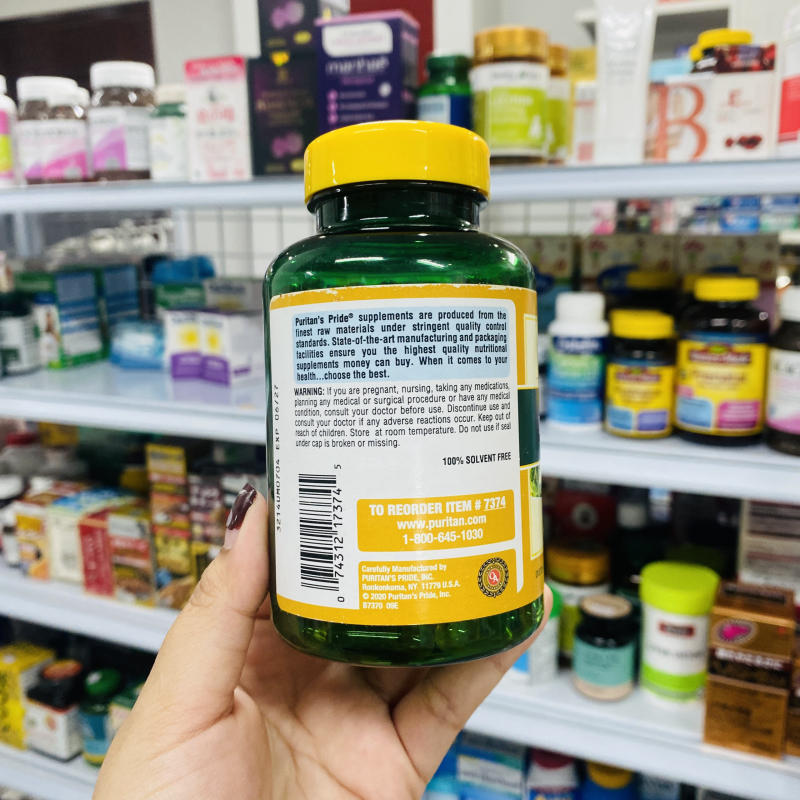 Puritan's Pride® supplements are produced from the
finest raw materials under stringent quality control
standards. State-of-the-art manufacturing and packaging
facilities ensure you the highest quality nutritional
supplements money can buy. When it comes to your
health...choose the best.
WARNING: If you are pregnant, nursing, taking any medications,
planning any medical or surgical procedure or have any medical
condition, consult your doctor before use. Discontinue use and
consult your doctor if any adverse reactions occur. Keep out of
reach of children. Store at room temperature. Do not use if seal
under cap is broken or missing.
100% SOLVENT FREE
3214UM0704 EXP 06/27
0 74312 17374 5
TO REORDER ITEM # 7374
www.puritan.com
1-800-645-1030
Carefully Manufactured by
PURITAN'S PRIDE, INC.
Ronkonkoma, NY 11779 U.S.A.
© 2020 Puritan's Pride, Inc.
B7370 09E